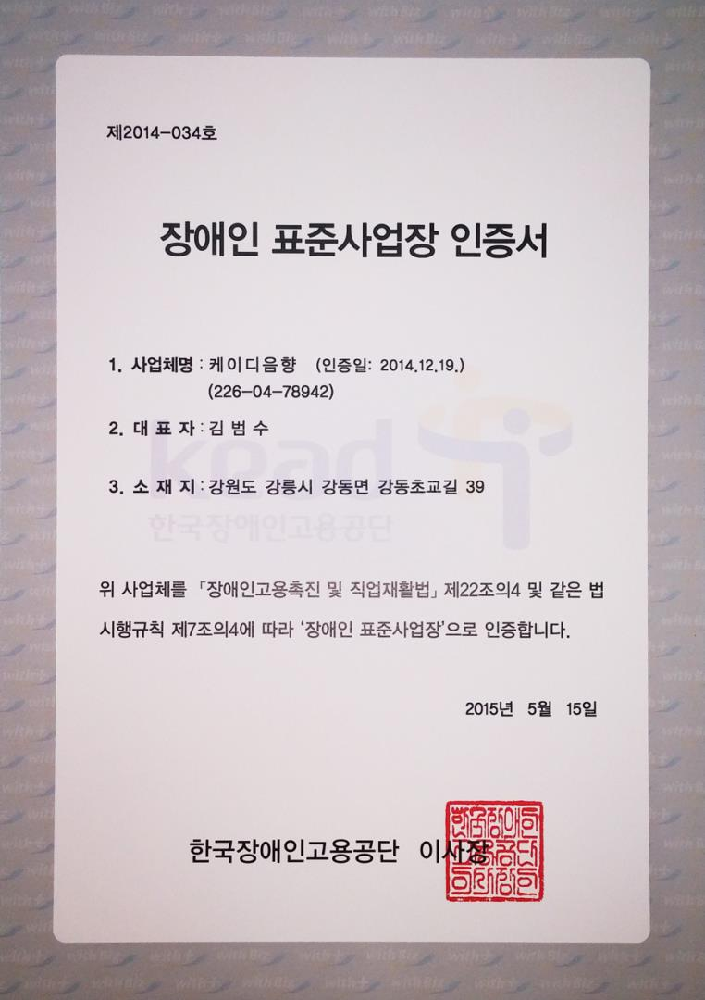 제2014-034호
장애인 표준사업장 인증서
1. 사업체명 : 케이디음향 (인증일: 2014.12.19.)
(226-04-78942)
2. 대 표 자 : 김 범 수
3. 소 재 지 : 강원도 강릉시 강동면 강동초교길 39
kead
한국장애인고용공단
위 사업체를 「장애인고용촉진 및 직업재활법」 제22조의4 및 같은 법
시행규칙 제7조의4에 따라 ‘장애인 표준사업장’으로 인증합니다.
2015년 5월 15일
한국장애인고용공단 이사장